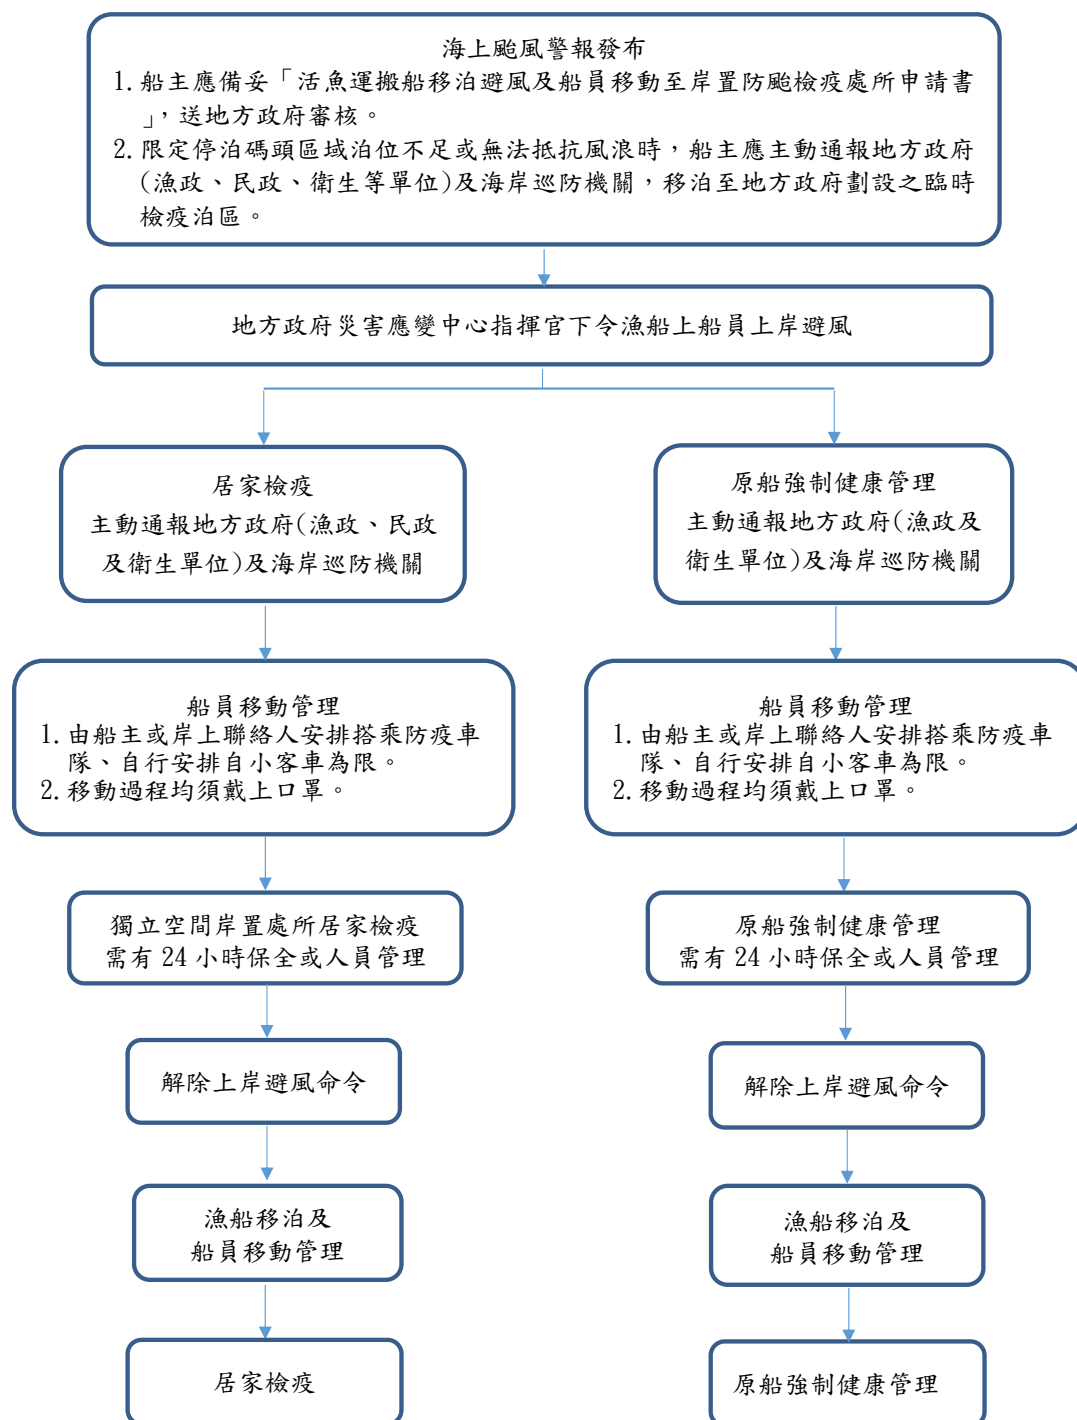 海上颱風警報發布
1. 船主應備妥「活魚運搬船移泊避風及船員移動至岸置防颱檢疫處所申請書
」，送地方政府審核。
2. 限定停泊碼頭區域泊位不足或無法抵抗風浪時，船主應主動通報地方政府
(漁政、民政、衛生等單位)及海岸巡防機關，移泊至地方政府劃設之臨時
檢疫泊區。
地方政府災害應變中心指揮官下令漁船上船員上岸避風
居家檢疫
主動通報地方政府(漁政、民政
及衛生單位)及海岸巡防機關
原船強制健康管理
主動通報地方政府(漁政及
衛生單位)及海岸巡防機關
船員移動管理
1. 由船主或岸上聯絡人安排搭乘防疫車
隊、自行安排自小客車為限。
2. 移動過程均須戴上口罩。
船員移動管理
1. 由船主或岸上聯絡人安排搭乘防疫車
隊、自行安排自小客車為限。
2. 移動過程均須戴上口罩。
獨立空間岸置處所居家檢疫
需有 24 小時保全或人員管理
原船強制健康管理
需有 24 小時保全或人員管理
解除上岸避風命令
解除上岸避風命令
漁船移泊及
船員移動管理
漁船移泊及
船員移動管理
居家檢疫
原船強制健康管理